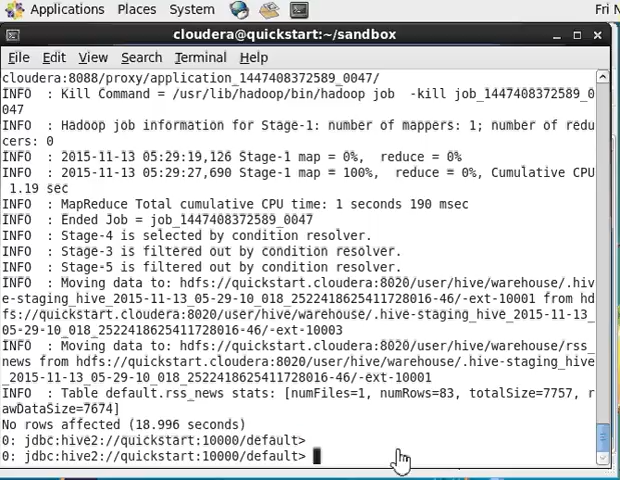 Applications Places System Fri N
cloudera@quickstart:~/sandbox
File Edit View Search Terminal Help
cloudera:8088/proxy/application_1447408372589_0047/
INFO  : Kill Command = /usr/lib/hadoop/bin/hadoop job  -kill job_1447408372589_0
047
INFO  : Hadoop job information for Stage-1: number of mappers: 1; number of redu
cers: 0
INFO  : 2015-11-13 05:29:19,126 Stage-1 map = 0%,  reduce = 0%
INFO  : 2015-11-13 05:29:27,690 Stage-1 map = 100%,  reduce = 0%, Cumulative CPU
 1.19 sec
INFO  : MapReduce Total cumulative CPU time: 1 seconds 190 msec
INFO  : Ended Job = job_1447408372589_0047
INFO  : Stage-4 is selected by condition resolver.
INFO  : Stage-3 is filtered out by condition resolver.
INFO  : Stage-5 is filtered out by condition resolver.
INFO  : Moving data to: hdfs://quickstart.cloudera:8020/user/hive/warehouse/.hiv
e-staging_hive_2015-11-13_05-29-10_018_2522418625411728016-46/-ext-10001 from hd
fs://quickstart.cloudera:8020/user/hive/warehouse/.hive-staging_hive_2015-11-13_
05-29-10_018_2522418625411728016-46/-ext-10003
INFO  : Moving data to: hdfs://quickstart.cloudera:8020/user/hive/warehouse/rss_
news from hdfs://quickstart.cloudera:8020/user/hive/warehouse/.hive-staging_hive
_2015-11-13_05-29-10_018_2522418625411728016-46/-ext-10001
INFO  : Table default.rss_news stats: [numFiles=1, numRows=83, totalSize=7757, r
awDataSize=7674]
No rows affected (18.996 seconds)
0: jdbc:hive2://quickstart:10000/default>
0: jdbc:hive2://quickstart:10000/default>